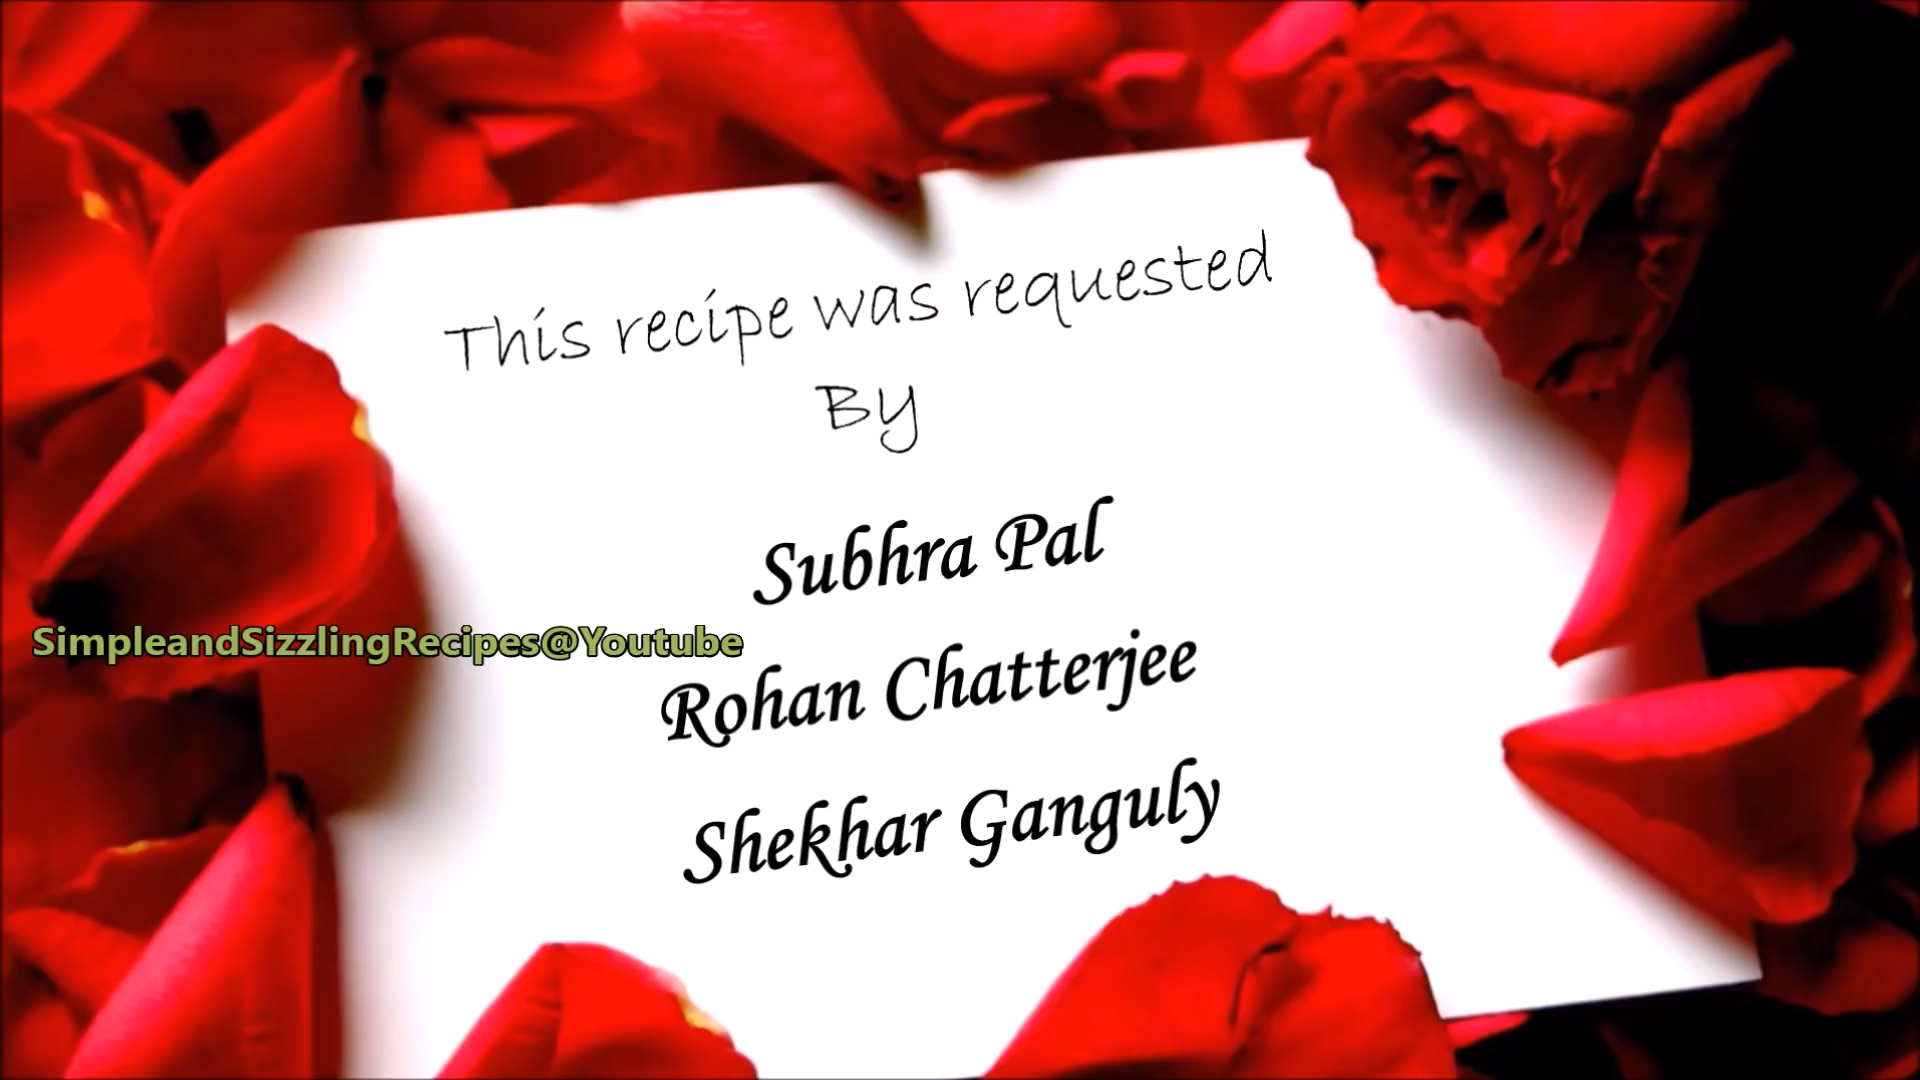 This recipe was requested
By
Subhra Pal
SimpleandSizzlingRecipes@Youtube
Rohan Chatterjee
Shekhar Ganguly